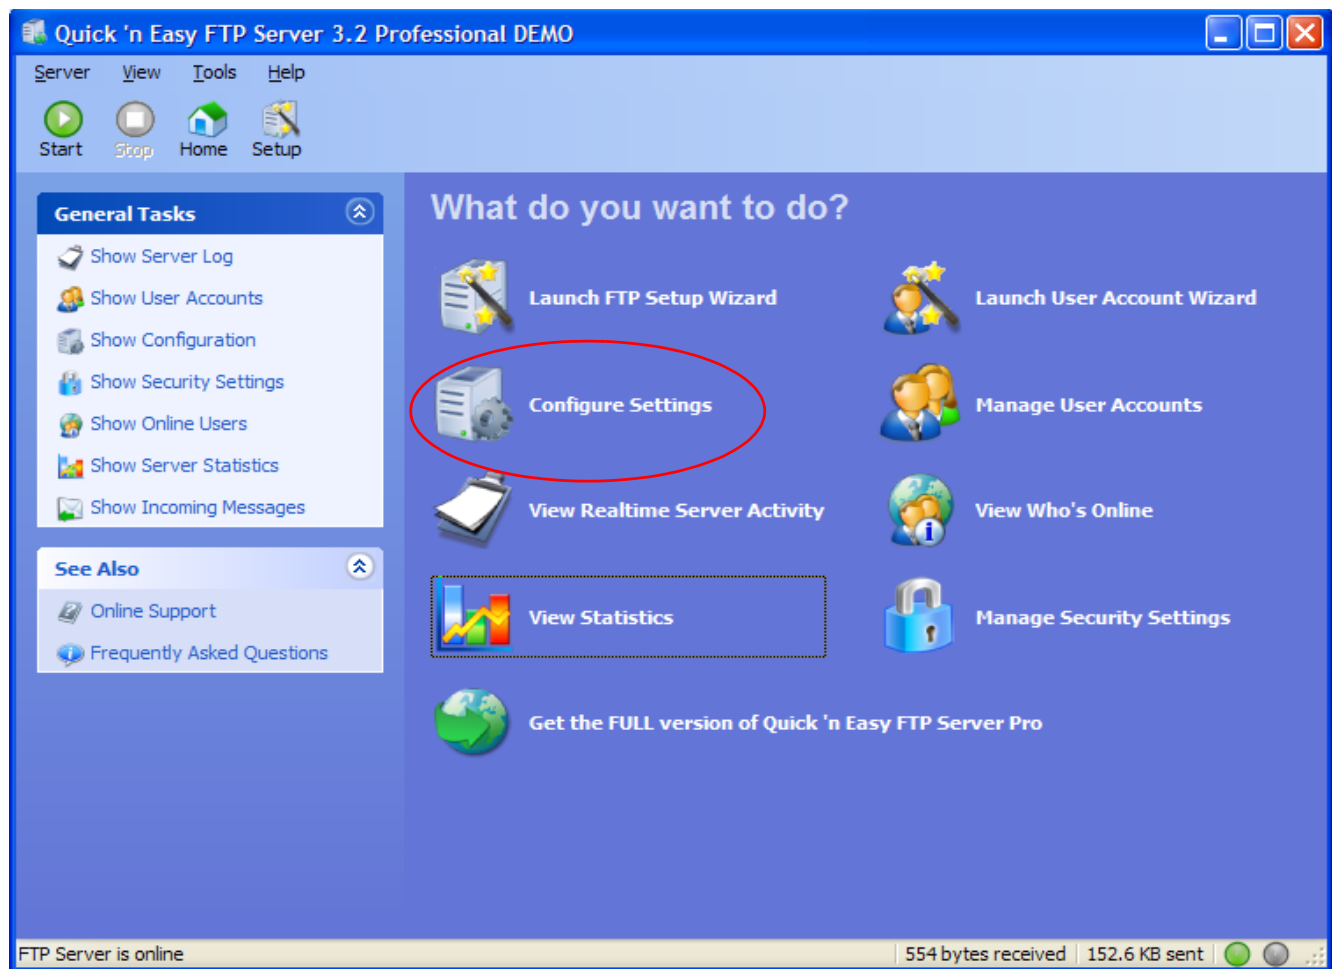 Quick 'n Easy FTP Server 3.2 Professional DEMO
Server View Tools Help
Start Stop Home Setup
General Tasks
Show Server Log
Show User Accounts
Show Configuration
Show Security Settings
Show Online Users
Show Server Statistics
Show Incoming Messages
See Also
Online Support
Frequently Asked Questions
What do you want to do?
Launch FTP Setup Wizard
Launch User Account Wizard
Configure Settings
Manage User Accounts
View Realtime Server Activity
View Who's Online
View Statistics
Manage Security Settings
Get the FULL version of Quick 'n Easy FTP Server Pro
FTP Server is online
554 bytes received
152.6 KB sent